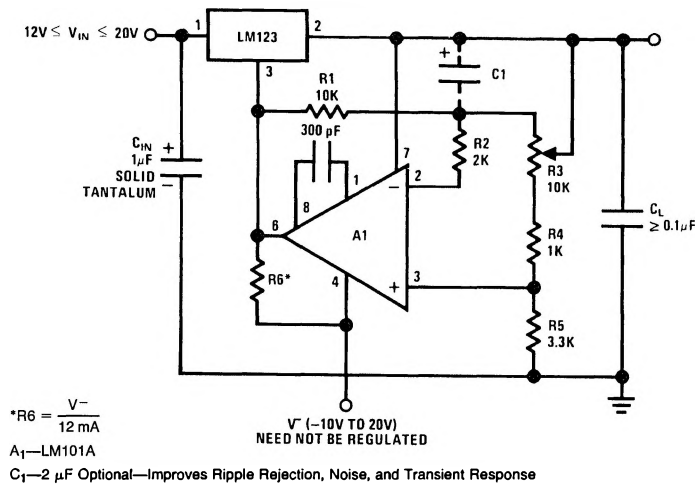 12V ≤ VIN ≤ 20V
1
LM123
2
3
R1
10K
+
C1
300 pF
CIN
1μF
SOLID
TANTALUM
+
−
R2
2K
R3
10K
7
1
8
−
2
6
A1
CL
≥ 0.1μF
R4
1K
R6*
4
+
3
R5
3.3K
*R6 = V−
12 mA
V− (−10V TO 20V)
NEED NOT BE REGULATED
A1—LM101A
C1—2 μF Optional—Improves Ripple Rejection, Noise, and Transient Response